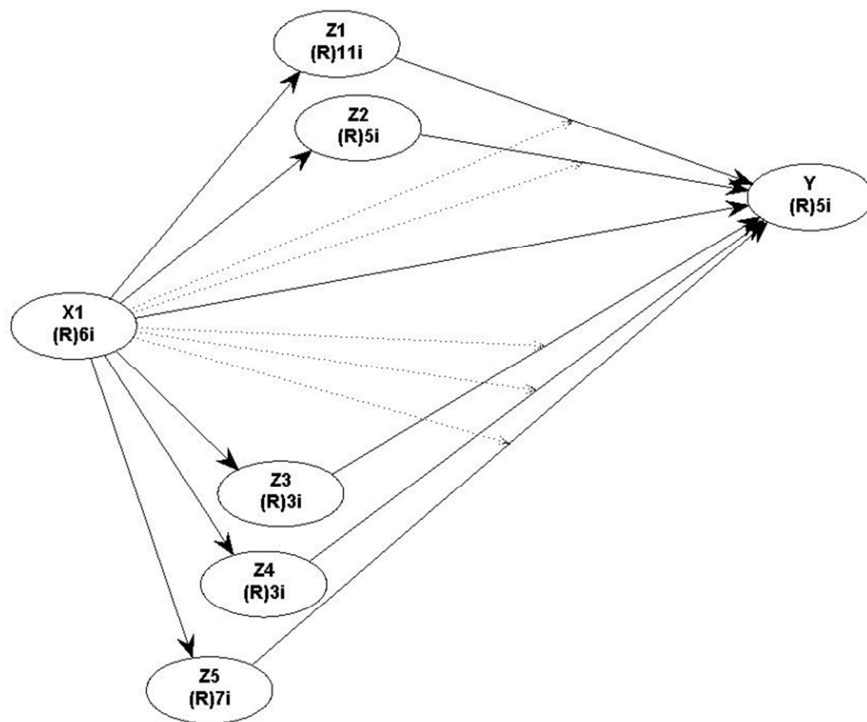 Z1
(R)11i
Z2
(R)5i
Y
(R)5i
X1
(R)6i
Z3
(R)3i
Z4
(R)3i
Z5
(R)7i